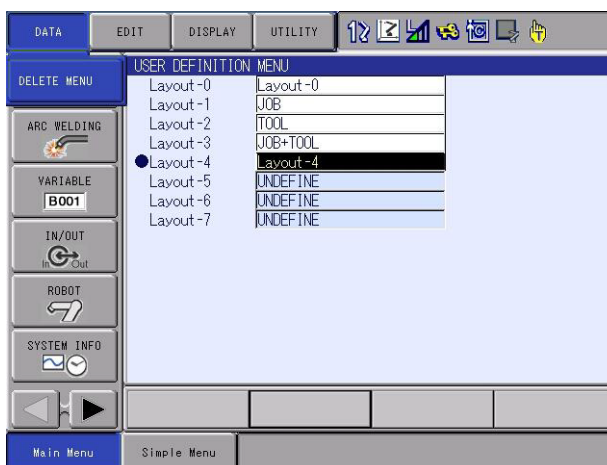 DATA EDIT DISPLAY UTILITY
DELETE MENU
USER DEFINITION MENU
Layout-0 Layout-0
Layout-1 JOB
Layout-2 TOOL
Layout-3 JOB+TOOL
Layout-4 Layout-4
Layout-5 UNDEFINE
Layout-6 UNDEFINE
Layout-7 UNDEFINE
ARC WELDING
VARIABLE
B001
IN/OUT
In Out
ROBOT
SYSTEM INFO
Main Menu Simple Menu